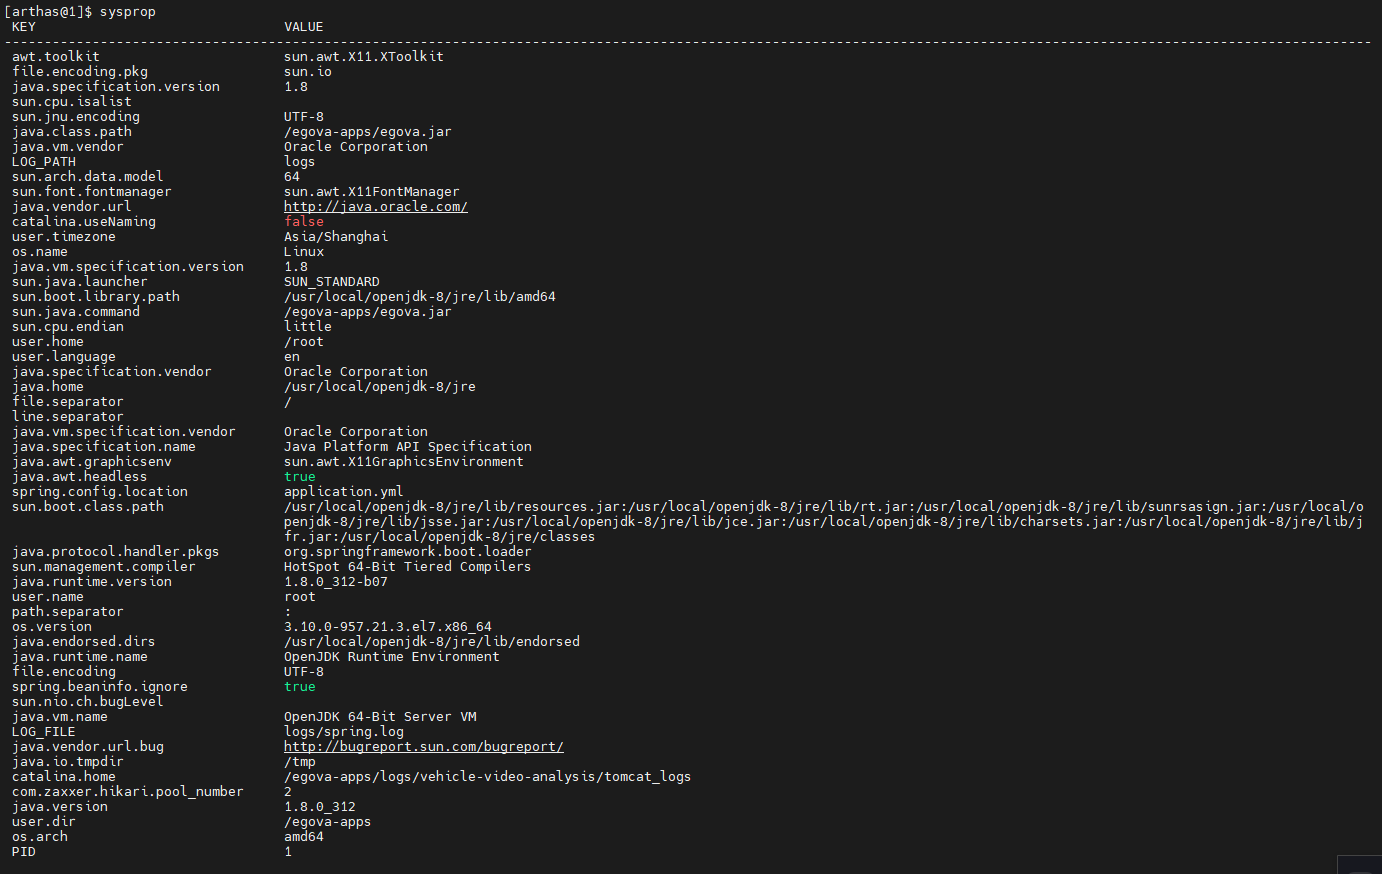 [arthas@1]$ sysprop
KEY VALUE
--------------------------------------------------------------------------------------------------------------------------------------------------------------------------
awt.toolkit sun.awt.X11.XToolkit
file.encoding.pkg sun.io
java.specification.version 1.8
sun.cpu.isalist
sun.jnu.encoding UTF-8
java.class.path /egova-apps/egova.jar
java.vm.vendor Oracle Corporation
LOG_PATH logs
sun.arch.data.model 64
sun.font.fontmanager sun.awt.X11FontManager
java.vendor.url http://java.oracle.com/
catalina.useNaming false
user.timezone Asia/Shanghai
os.name Linux
java.vm.specification.version 1.8
sun.java.launcher SUN_STANDARD
sun.boot.library.path /usr/local/openjdk-8/jre/lib/amd64
sun.java.command /egova-apps/egova.jar
sun.cpu.endian little
user.home /root
user.language en
java.specification.vendor Oracle Corporation
java.home /usr/local/openjdk-8/jre
file.separator /
line.separator
java.vm.specification.vendor Oracle Corporation
java.specification.name Java Platform API Specification
java.awt.graphicsenv sun.awt.X11GraphicsEnvironment
java.awt.headless true
spring.config.location application.yml
sun.boot.class.path /usr/local/openjdk-8/jre/lib/resources.jar:/usr/local/openjdk-8/jre/lib/rt.jar:/usr/local/openjdk-8/jre/lib/sunrsasign.jar:/usr/local/o
penjdk-8/jre/lib/jsse.jar:/usr/local/openjdk-8/jre/lib/jce.jar:/usr/local/openjdk-8/jre/lib/charsets.jar:/usr/local/openjdk-8/jre/lib/j
fr.jar:/usr/local/openjdk-8/jre/classes
java.protocol.handler.pkgs org.springframework.boot.loader
sun.management.compiler HotSpot 64-Bit Tiered Compilers
java.runtime.version 1.8.0_312-b07
user.name root
path.separator :
os.version 3.10.0-957.21.3.el7.x86_64
java.endorsed.dirs /usr/local/openjdk-8/jre/lib/endorsed
java.runtime.name OpenJDK Runtime Environment
file.encoding UTF-8
spring.beaninfo.ignore true
sun.nio.ch.bugLevel
java.vm.name OpenJDK 64-Bit Server VM
LOG_FILE logs/spring.log
java.vendor.url.bug http://bugreport.sun.com/bugreport/
java.io.tmpdir /tmp
catalina.home /egova-apps/logs/vehicle-video-analysis/tomcat_logs
com.zaxxer.hikari.pool_number 2
java.version 1.8.0_312
user.dir /egova-apps
os.arch amd64
PID 1